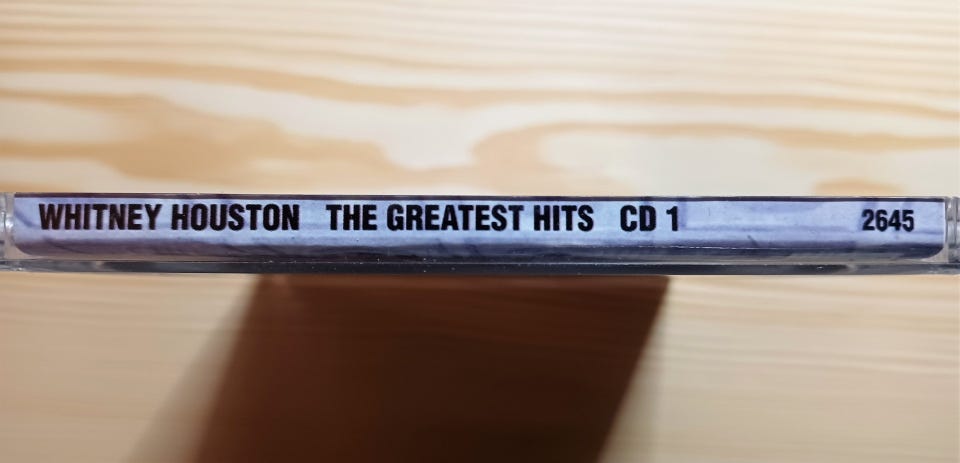 WHITNEY HOUSTON THE GREATEST HITS CD 1 2645